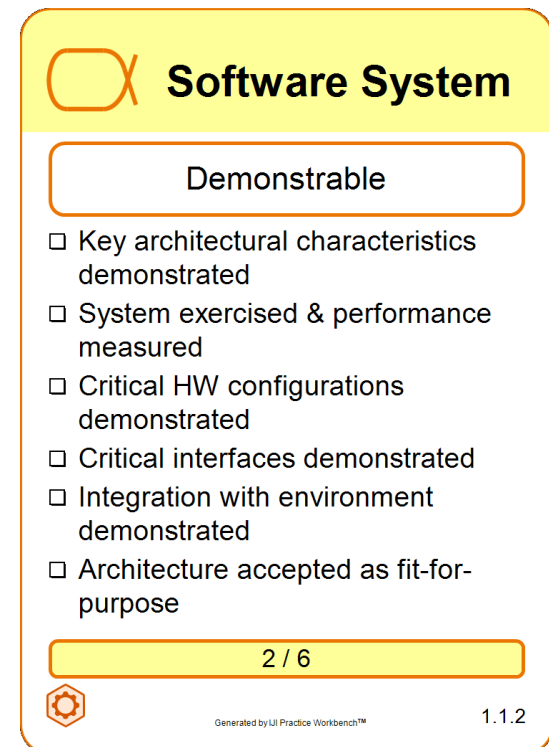 Software System
Demonstrable
❑ Key architectural characteristics
demonstrated
❑ System exercised & performance
measured
❑ Critical HW configurations
demonstrated
❑ Critical interfaces demonstrated
❑ Integration with environment
demonstrated
❑ Architecture accepted as fit-for-
purpose
2 / 6
Generated by IJI Practice Workbench™
1.1.2